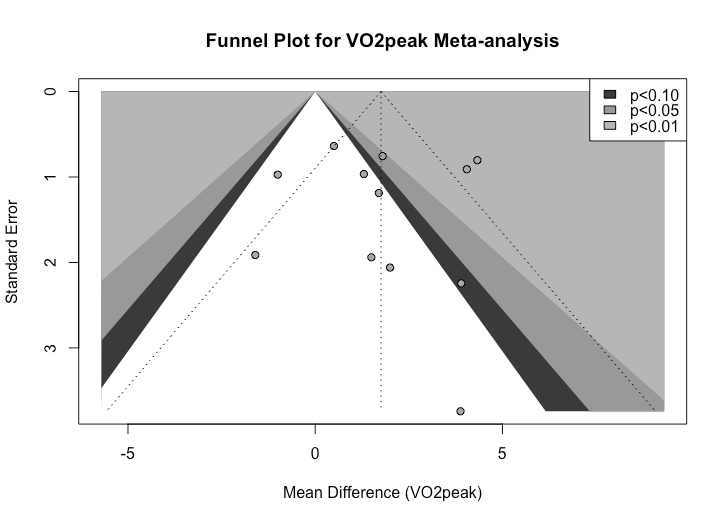 Funnel Plot for VO2peak Meta-analysis
p<0.10
p<0.05
p<0.01
0
1
2
3
Standard Error
-5 0 5
Mean Difference (VO2peak)